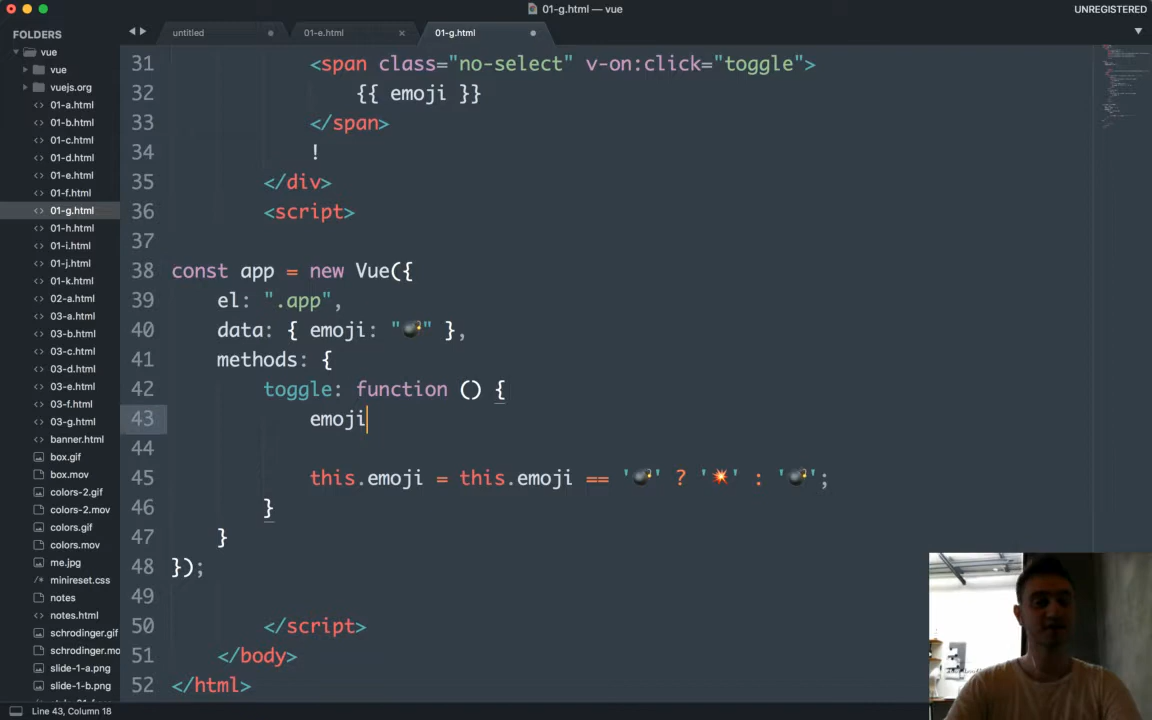 01-g.html — vue
UNREGISTERED
FOLDERS
vue
vue
vuejs.org
01-a.html
01-b.html
01-c.html
01-d.html
01-e.html
01-f.html
01-g.html
01-h.html
01-i.html
01-j.html
01-k.html
02-a.html
03-a.html
03-b.html
03-c.html
03-d.html
03-e.html
03-f.html
03-g.html
banner.html
box.gif
box.mov
colors-2.gif
colors-2.mov
colors.gif
colors.mov
me.jpg
minireset.css
notes
notes.html
schrodinger.gif
schrodinger.mo
slide-1-a.png
slide-1-b.png
untitled
01-e.html
01-g.html
31 <span class="no-select" v-on:click="toggle">
32 {{ emoji }}
33 </span>
34 !
35 </div>
36 <script>
37
38 const app = new Vue({
39 el: ".app",
40 data: { emoji: "💣" },
41 methods: {
42 toggle: function () {
43 emoji
44
45 this.emoji = this.emoji == '💣' ? '💥' : '💣';
46 }
47 }
48 });
49
50 </script>
51 </body>
52 </html>
Line 43, Column 18